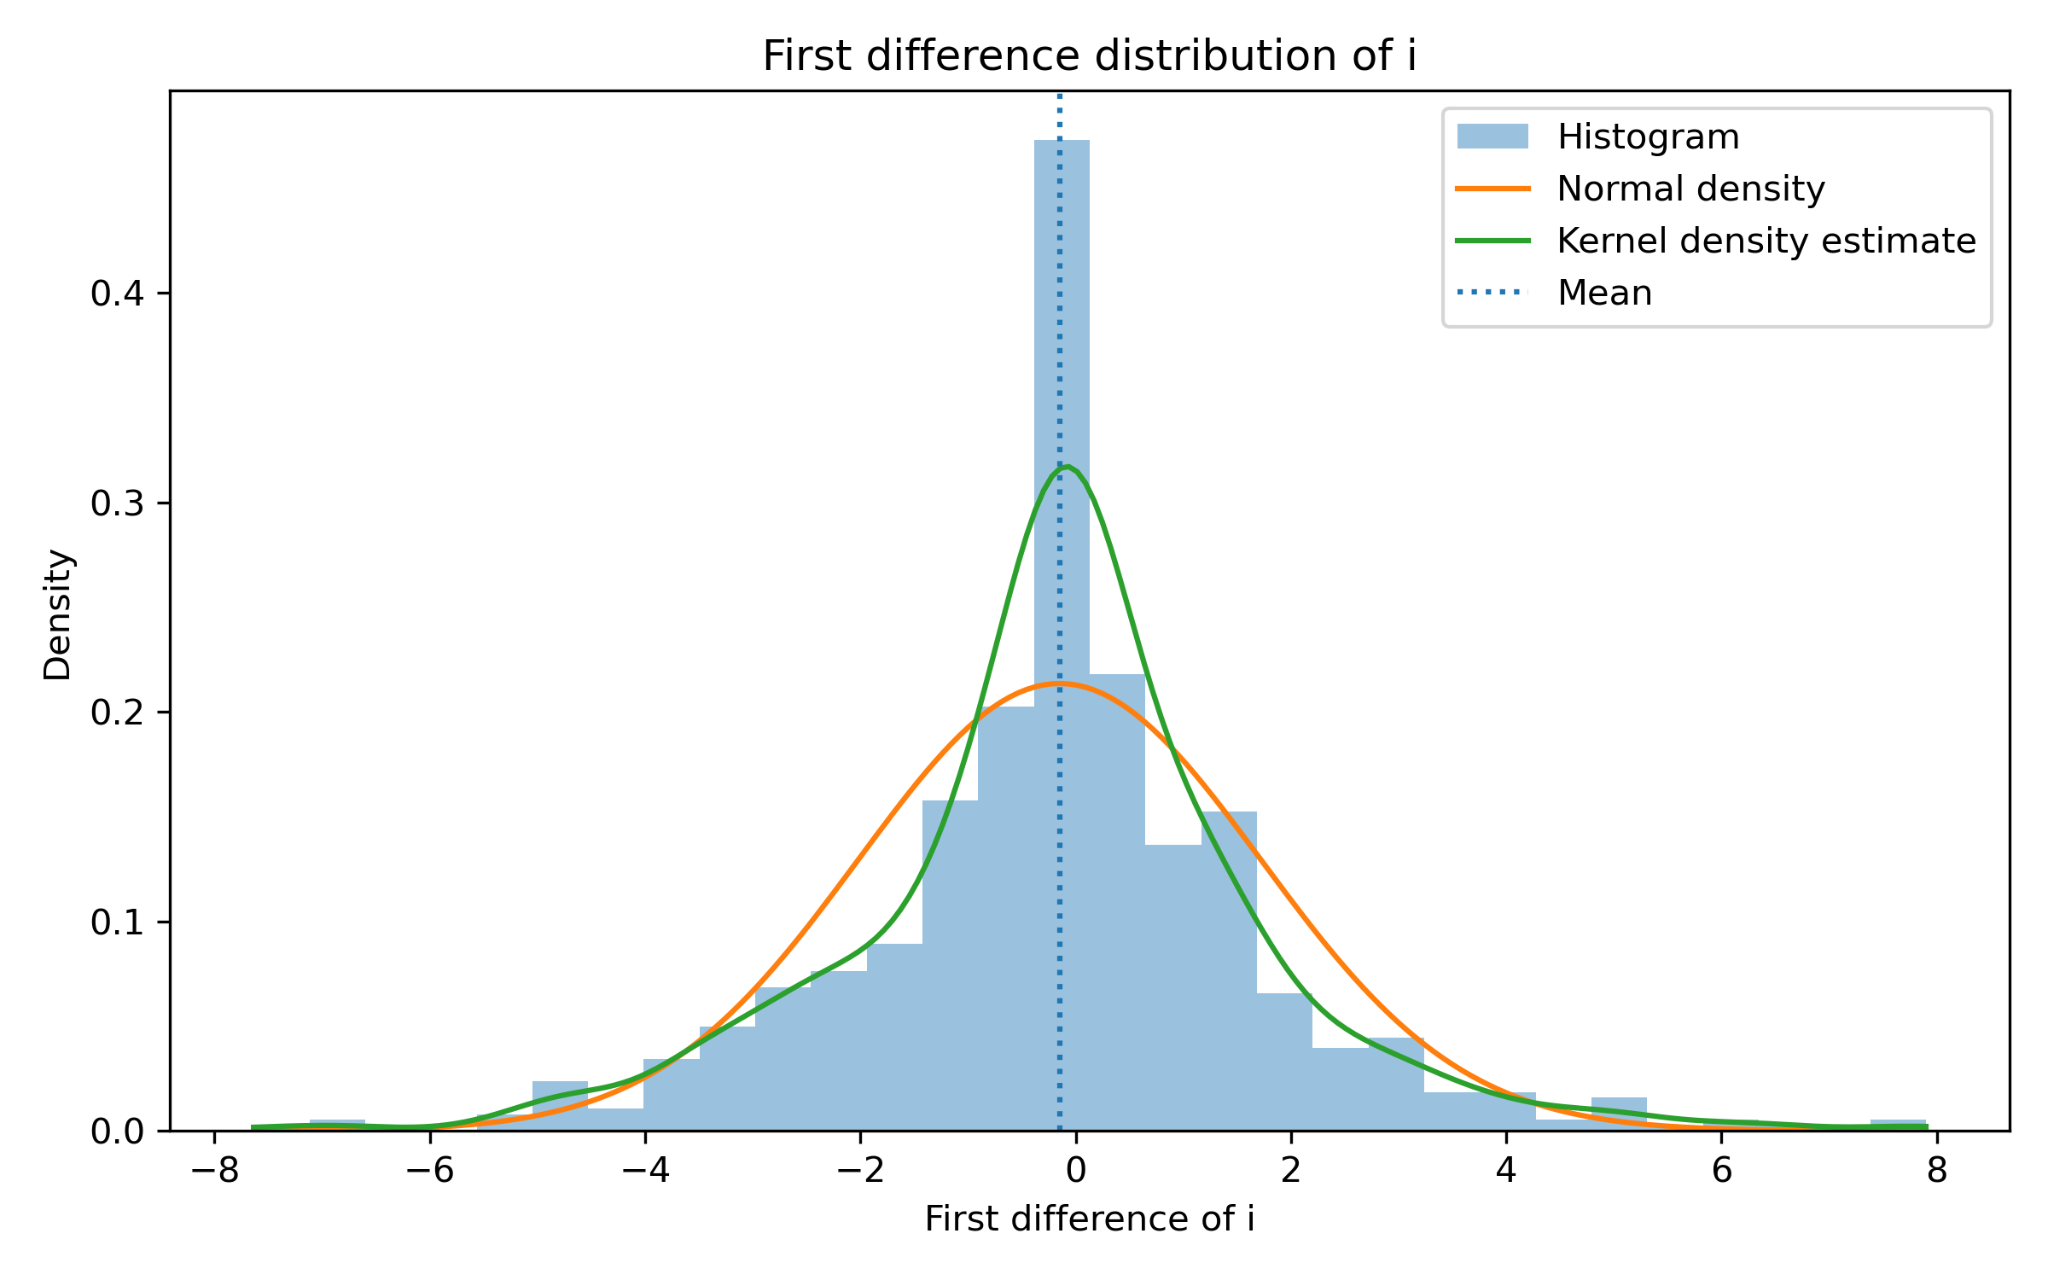 First difference distribution of i
Histogram
Normal density
Kernel density estimate
Mean
Density
0.4
0.3
0.2
0.1
0.0
−8 −6 −4 −2 0 2 4 6 8
First difference of i